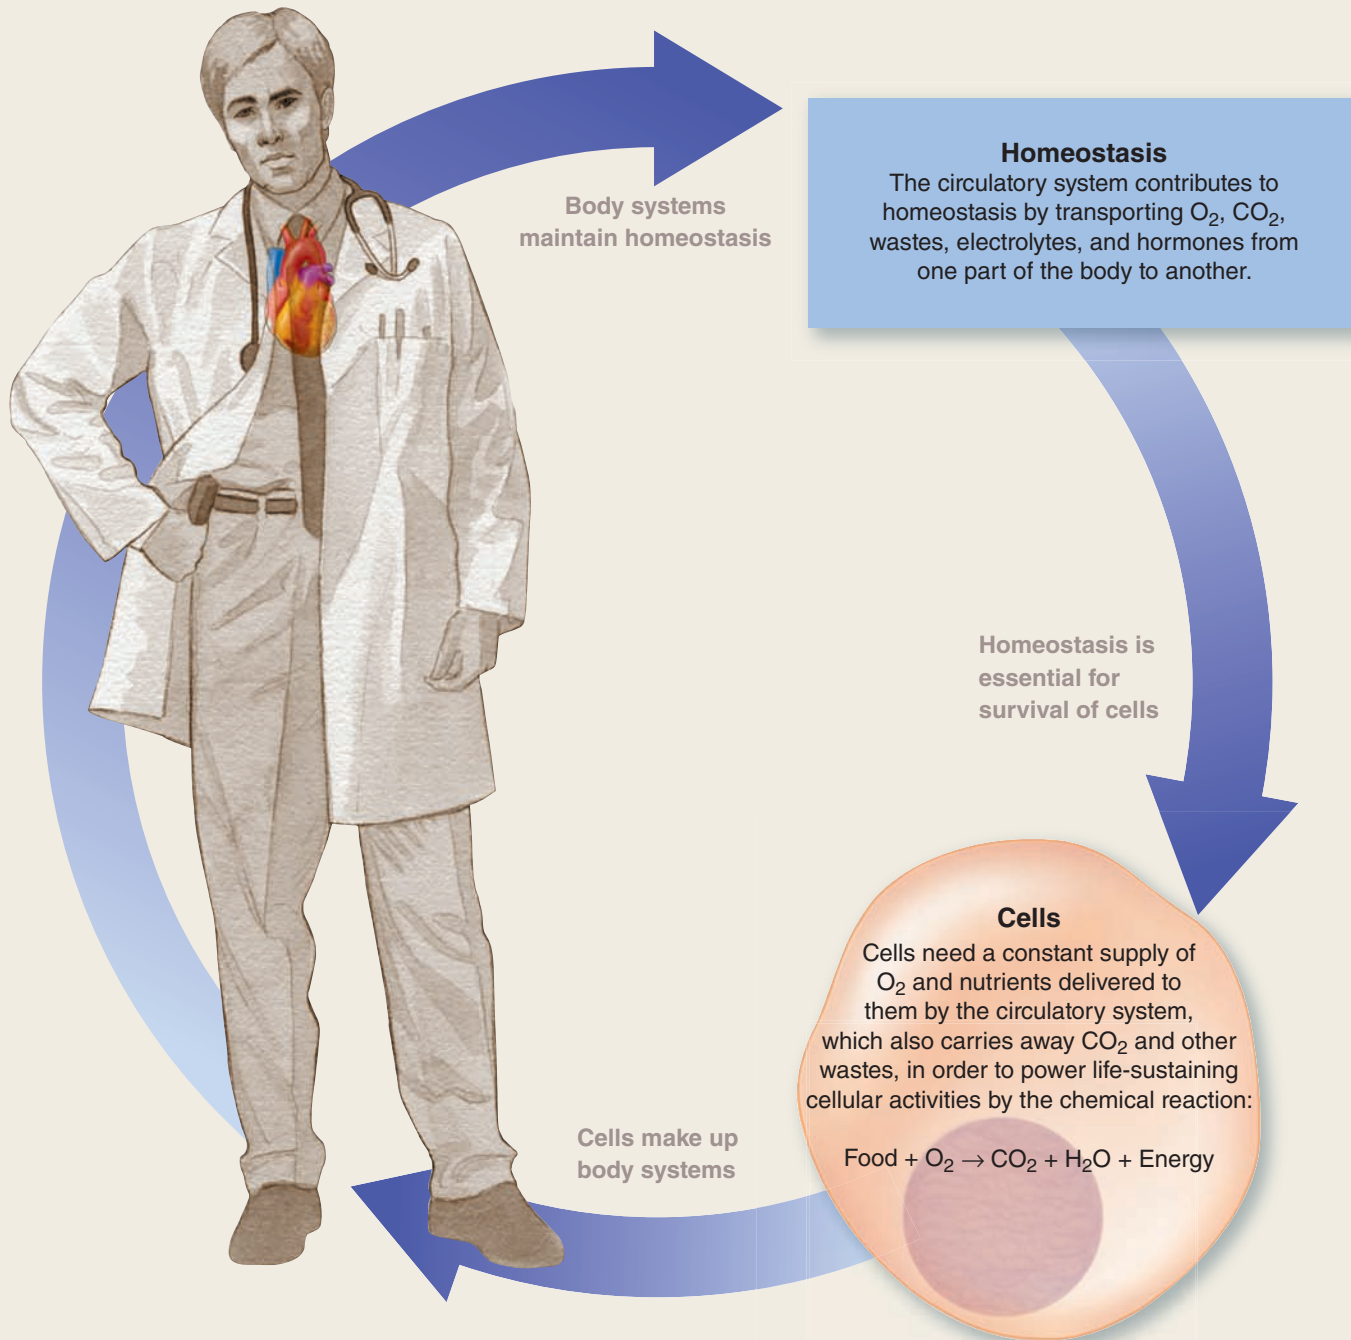 Body systems
maintain homeostasis
Homeostasis
The circulatory system contributes to
homeostasis by transporting O₂, CO₂,
wastes, electrolytes, and hormones from
one part of the body to another.
Homeostasis is
essential for
survival of cells
Cells
Cells need a constant supply of
O₂ and nutrients delivered to
them by the circulatory system,
which also carries away CO₂ and other
wastes, in order to power life-sustaining
cellular activities by the chemical reaction:
Food + O₂ → CO₂ + H₂O + Energy
Cells make up
body systems